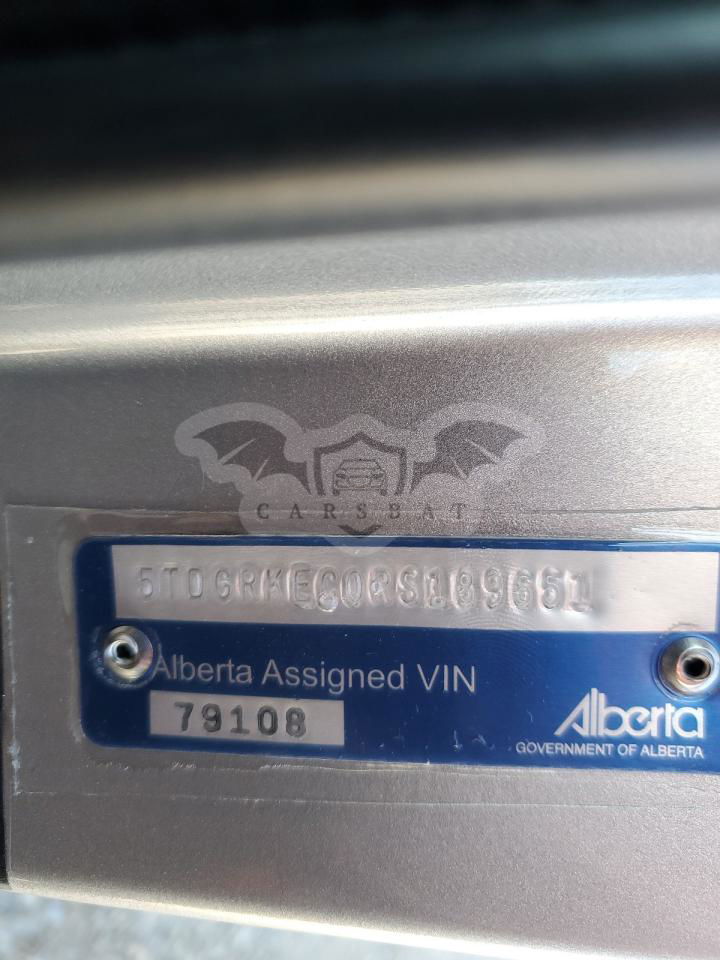 CARSBAT
5TDGRKEC0RS189651
Alberta Assigned VIN
79108
Alberta
GOVERNMENT OF ALBERTA